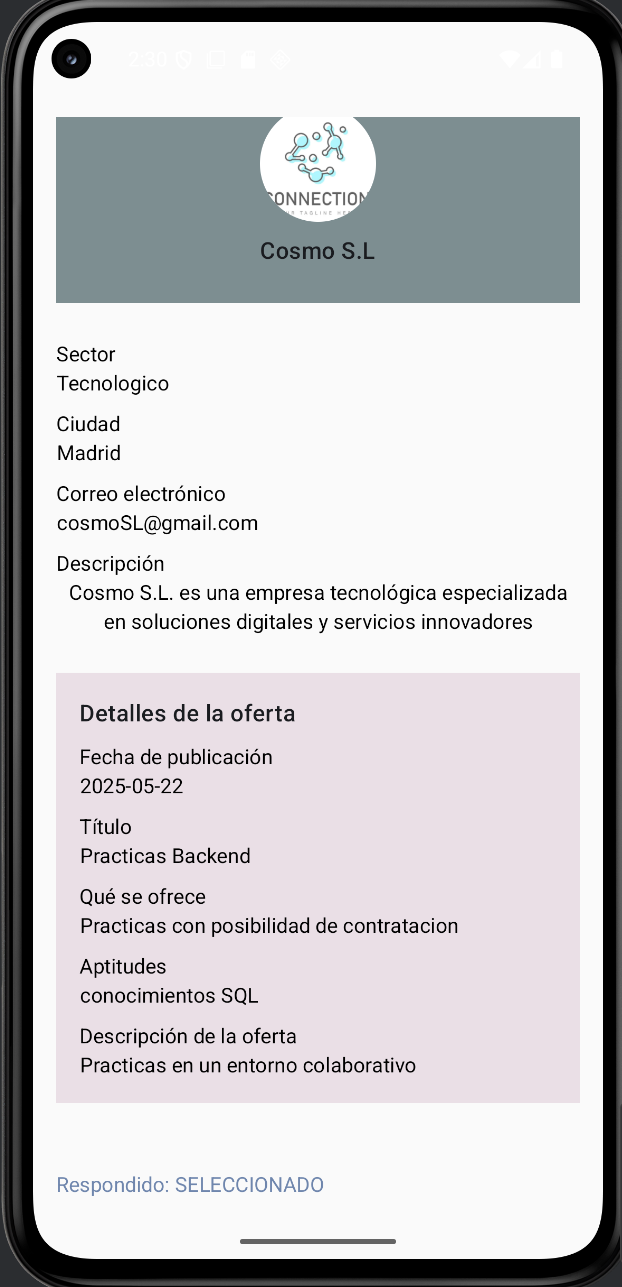 2:30
CONNECTION
Cosmo S.L
Sector
Tecnologico
Ciudad
Madrid
Correo electrónico
cosmoSL@gmail.com
Descripción
Cosmo S.L. es una empresa tecnológica especializada
en soluciones digitales y servicios innovadores
Detalles de la oferta
Fecha de publicación
2025-05-22
Título
Practicas Backend
Qué se ofrece
Practicas con posibilidad de contratacion
Aptitudes
conocimientos SQL
Descripción de la oferta
Practicas en un entorno colaborativo
Respondido: SELECCIONADO